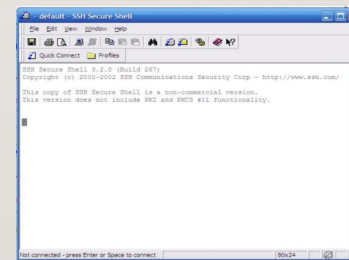 - default - SSH Secure Shell
File Edit View Window Help
Quick Connect Profiles
SSH Secure Shell 3.2.0 (Build 267)
Copyright (c) 2000-2002 SSH Communications Security Corp - http://www.ssh.com/
This copy of SSH Secure Shell is a non-commercial version.
This version does not include PKI and PKCS #11 functionality.
Not connected - press Enter or Space to connect 80x24